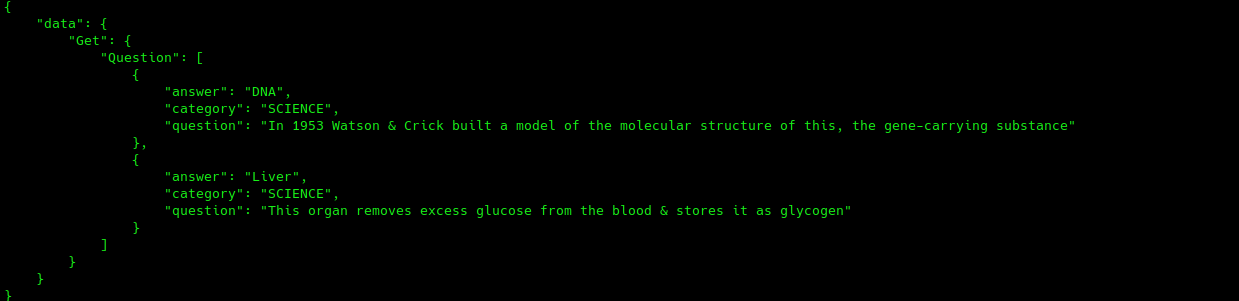 {
    "data": {
        "Get": {
            "Question": [
                {
                    "answer": "DNA",
                    "category": "SCIENCE",
                    "question": "In 1953 Watson & Crick built a model of the molecular structure of this, the gene-carrying substance"
                },
                {
                    "answer": "Liver",
                    "category": "SCIENCE",
                    "question": "This organ removes excess glucose from the blood & stores it as glycogen"
                }
            ]
        }
    }
}